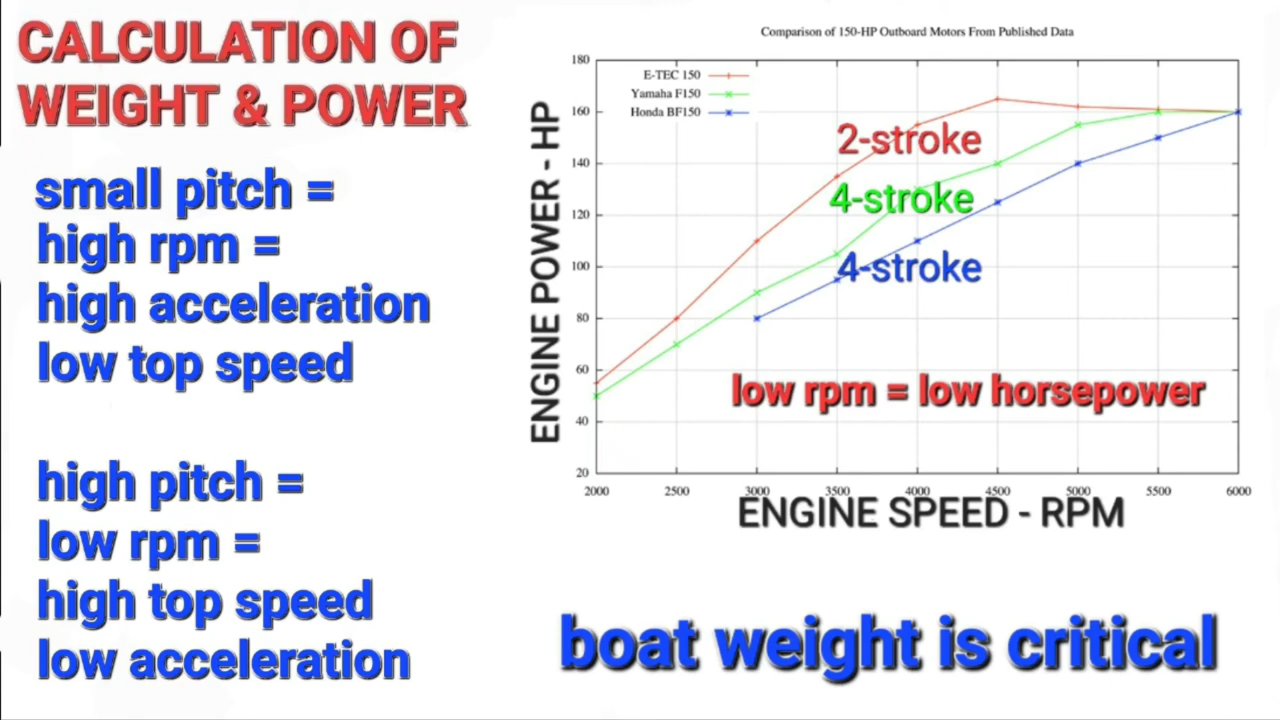 CALCULATION OF
WEIGHT & POWER
small pitch =
high rpm =
high acceleration
low top speed
high pitch =
low rpm =
high top speed
low acceleration
Comparison of 150-HP Outboard Motors From Published Data
E-TEC 150
Yamaha F150
Honda BF150
ENGINE POWER - HP
180
160
140
120
100
80
60
40
20
2-stroke
4-stroke
4-stroke
low rpm = low horsepower
2000 2500 3000 3500 4000 4500 5000 5500 6000
ENGINE SPEED - RPM
boat weight is critical